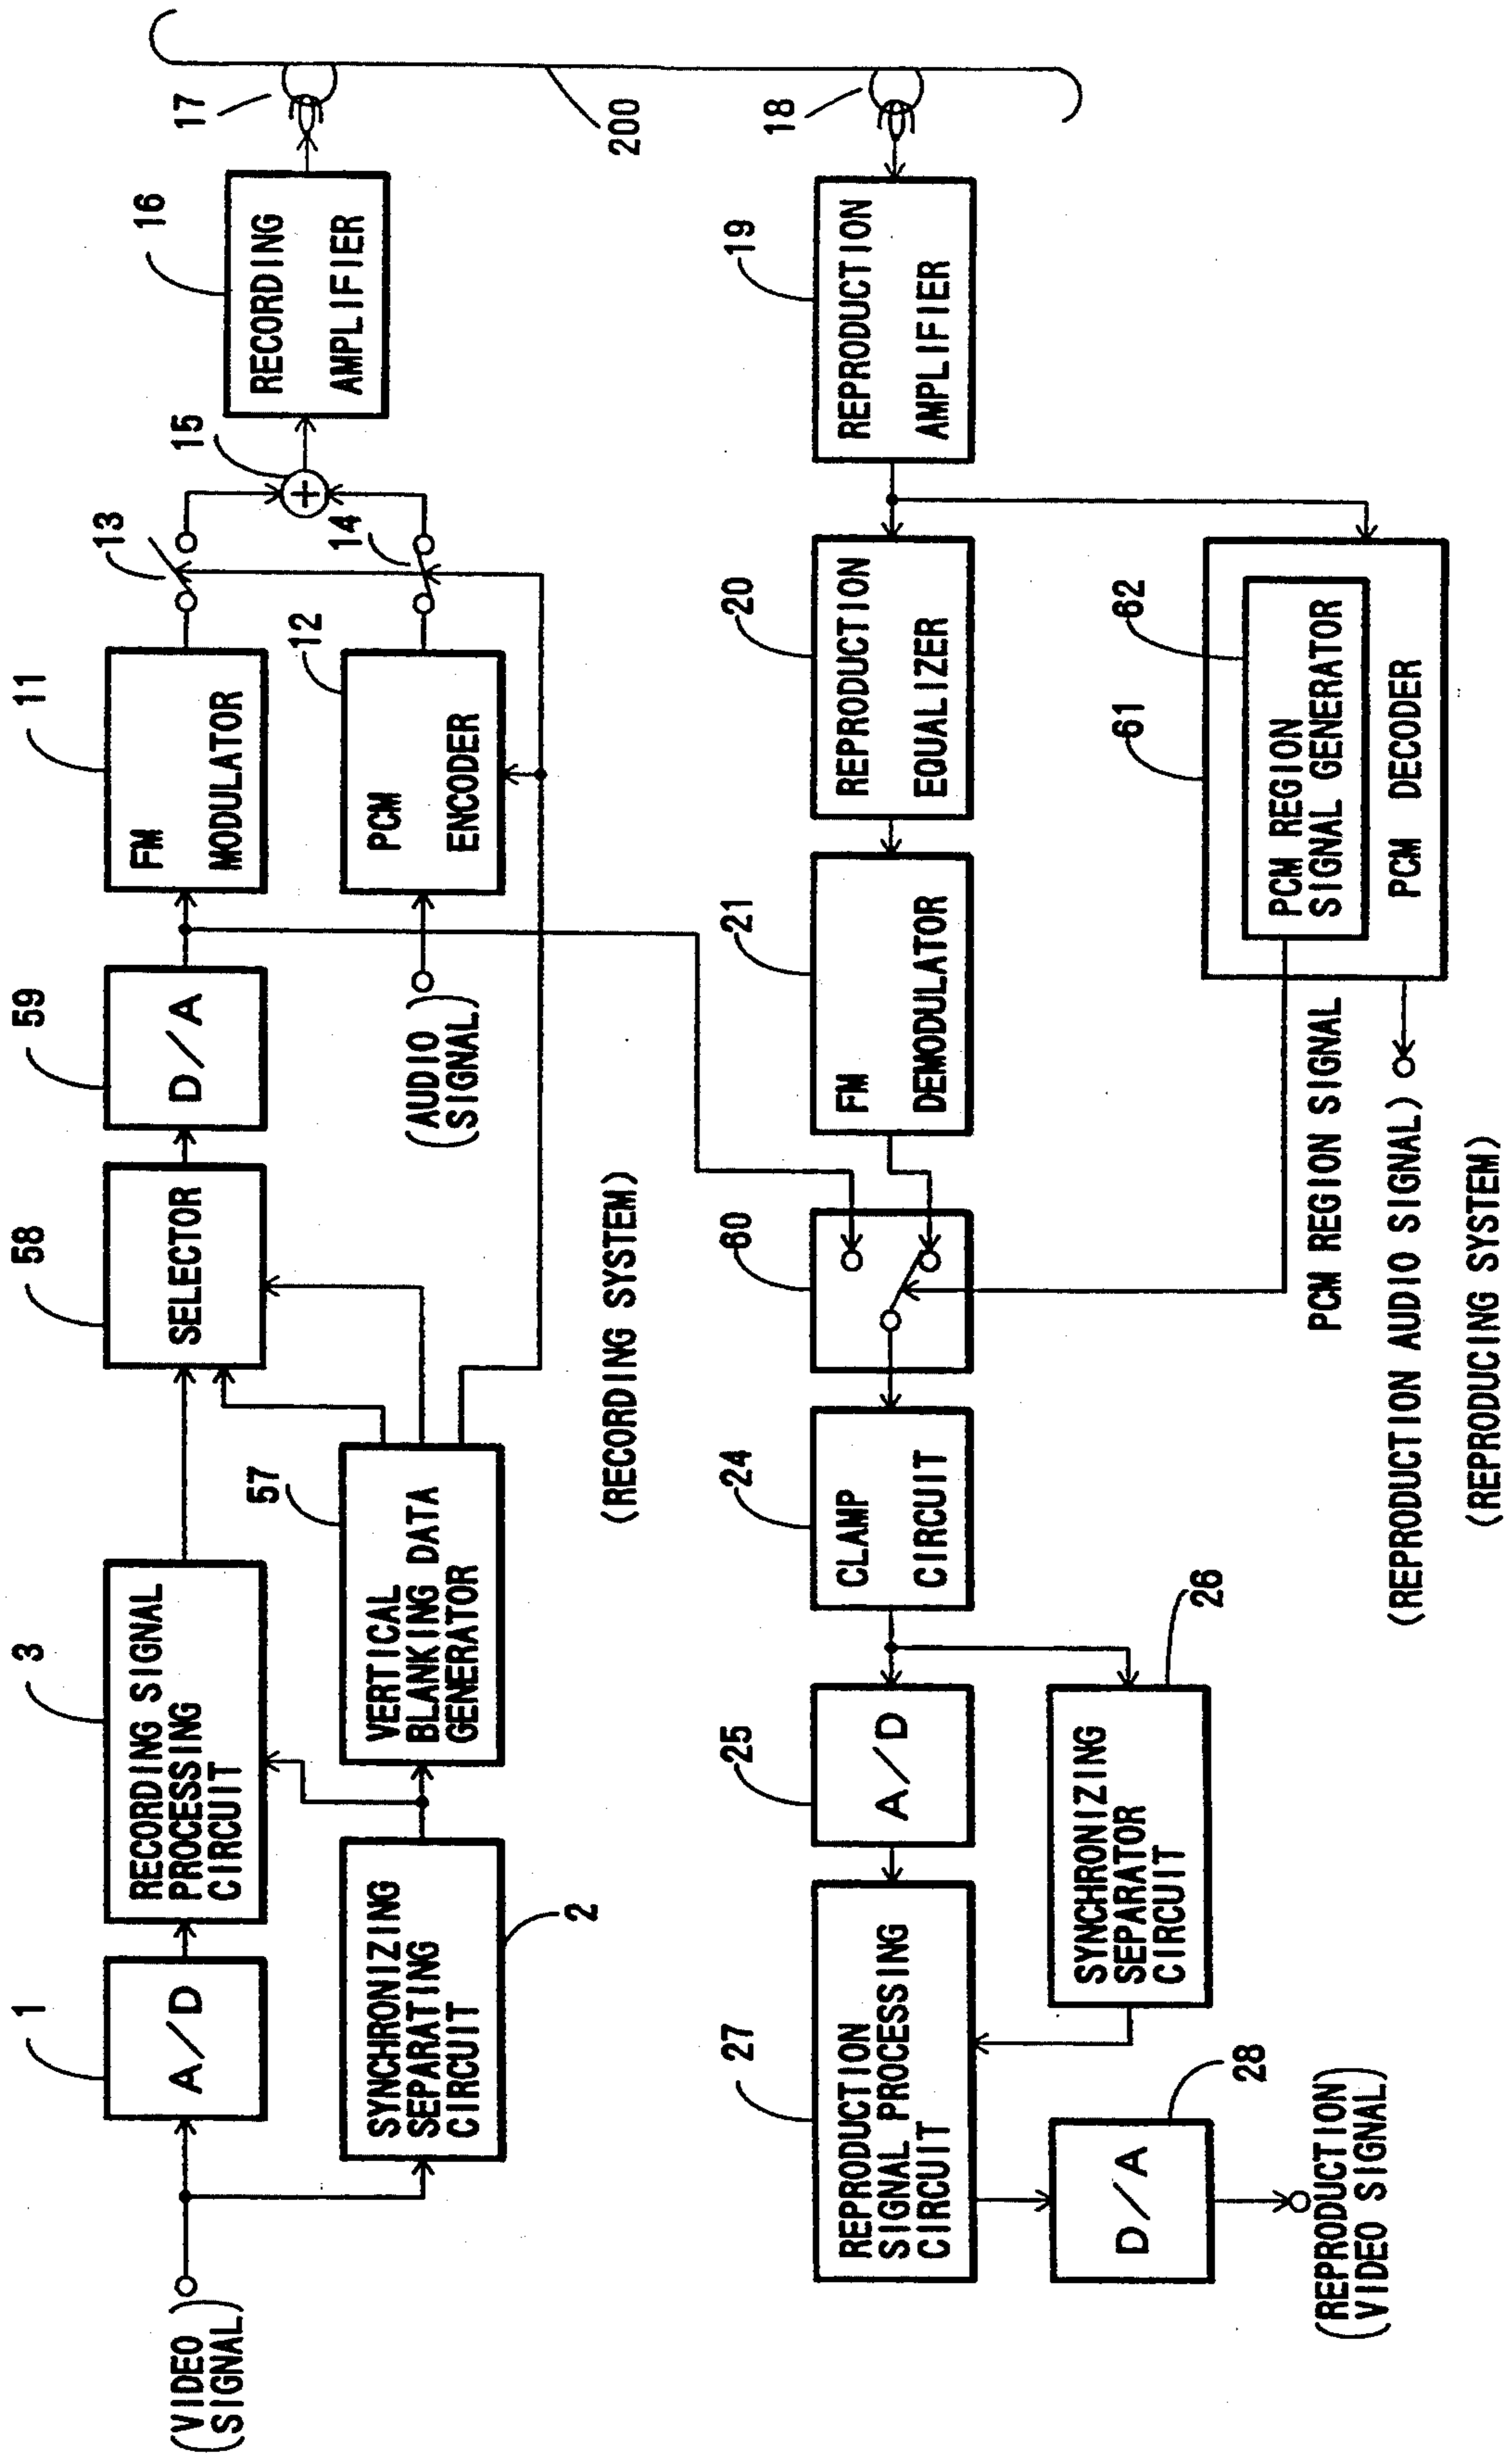 1
A/D
3
RECORDING SIGNAL
PROCESSING
CIRCUIT
58
SELECTOR
59
D/A
11
FM
MODULATOR
13
15
16
RECORDING
AMPLIFIER
17
(VIDEO
SIGNAL)
SYNCHRONIZING
SEPARATING
CIRCUIT
2
57
VERTICAL
BLANKING DATA
GENERATOR
(AUDIO
SIGNAL)
12
PCM
ENCODER
14
200
(RECORDING SYSTEM)
27
REPRODUCTION
SIGNAL PROCESSING
CIRCUIT
25
A/D
24
CLAMP
CIRCUIT
60
21
FM
DEMODULATOR
20
REPRODUCTION
EQUALIZER
19
REPRODUCTION
AMPLIFIER
18
28
D/A
26
SYNCHRONIZING
SEPARATOR
CIRCUIT
61
62
PCM REGION
SIGNAL GENERATOR
PCM DECODER
PCM REGION SIGNAL
(REPRODUCTION
VIDEO SIGNAL)
(REPRODUCTION AUDIO SIGNAL)
(REPRODUCING SYSTEM)